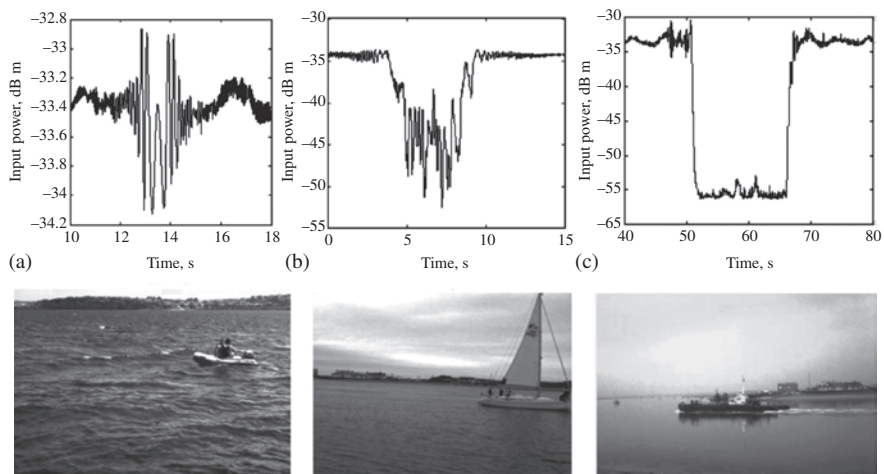 −32.8
−33
−33.2
−33.4
−33.6
−33.8
−34
−34.2
Input power, dB m
10 12 14 16 18
Time, s
(a)
−30
−35
−40
−45
−50
−55
Input power, dB m
0 5 10 15
Time, s
(b)
−30
−35
−40
−45
−50
−55
−65
Input power, dB m
40 50 60 70 80
Time, s
(c)